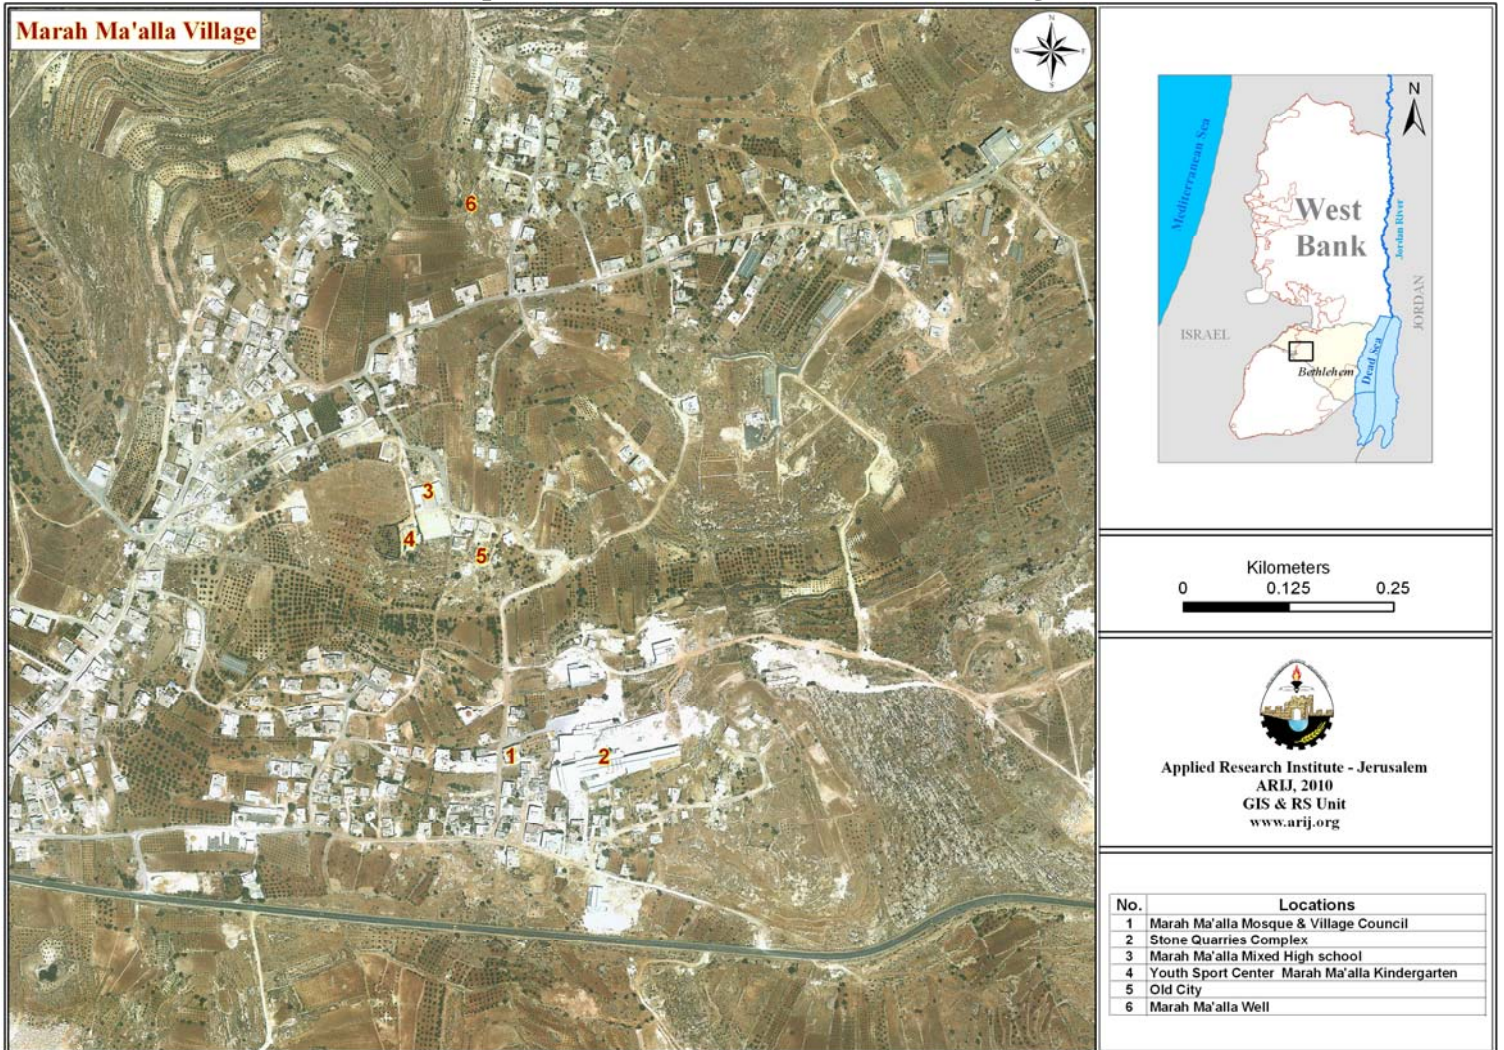 Marah Ma'alla Village
N
W
E
S
6
3
4
5
1
2
N
Mediterranean Sea
West
Bank
Jordan River
JORDAN
ISRAEL
Dead Sea
Bethlehem
Kilometers
0 0.125 0.25
Applied Research Institute - Jerusalem
ARIJ, 2010
GIS & RS Unit
www.arij.org
No. Locations
1 Marah Ma'alla Mosque & Village Council
2 Stone Quarries Complex
3 Marah Ma'alla Mixed High school
4 Youth Sport Center Marah Ma'alla Kindergarten
5 Old City
6 Marah Ma'alla Well